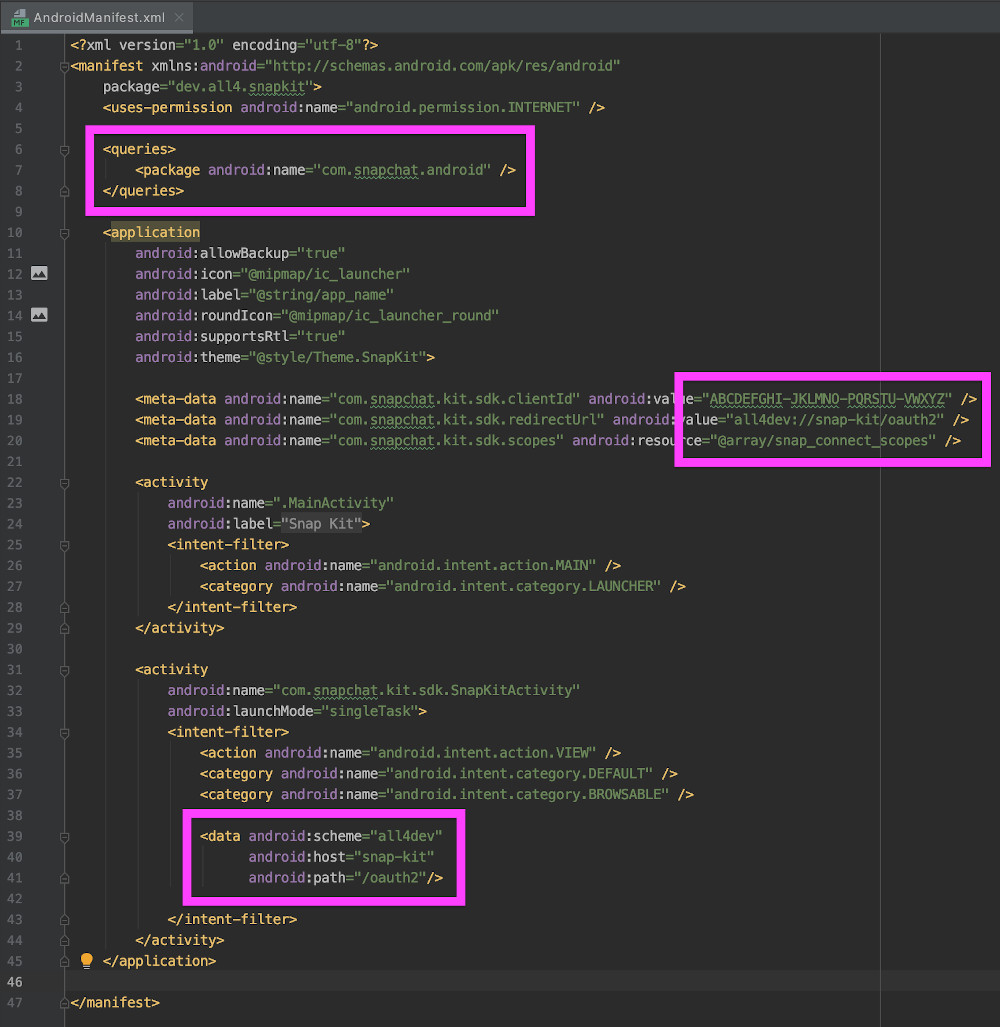 AndroidManifest.xml
1 <?xml version="1.0" encoding="utf-8"?>
2 <manifest xmlns:android="http://schemas.android.com/apk/res/android"
3 package="dev.all4.snapkit">
4 <uses-permission android:name="android.permission.INTERNET" />
5
6 <queries>
7 <package android:name="com.snapchat.android" />
8 </queries>
9
10 <application
11 android:allowBackup="true"
12 android:icon="@mipmap/ic_launcher"
13 android:label="@string/app_name"
14 android:roundIcon="@mipmap/ic_launcher_round"
15 android:supportsRtl="true"
16 android:theme="@style/Theme.SnapKit">
17
18 <meta-data android:name="com.snapchat.kit.sdk.clientId" android:value="ABCDEFGHI-JKLMNO-PQRSTU-VWXYZ" />
19 <meta-data android:name="com.snapchat.kit.sdk.redirectUrl" android:value="all4dev://snap-kit/oauth2" />
20 <meta-data android:name="com.snapchat.kit.sdk.scopes" android:resource="@array/snap_connect_scopes" />
21
22 <activity
23 android:name=".MainActivity"
24 android:label="Snap Kit">
25 <intent-filter>
26 <action android:name="android.intent.action.MAIN" />
27 <category android:name="android.intent.category.LAUNCHER" />
28 </intent-filter>
29 </activity>
30
31 <activity
32 android:name="com.snapchat.kit.sdk.SnapKitActivity"
33 android:launchMode="singleTask">
34 <intent-filter>
35 <action android:name="android.intent.action.VIEW" />
36 <category android:name="android.intent.category.DEFAULT" />
37 <category android:name="android.intent.category.BROWSABLE" />
38
39 <data android:scheme="all4dev"
40 android:host="snap-kit"
41 android:path="/oauth2"/>
42
43 </intent-filter>
44 </activity>
45 </application>
46
47 </manifest>